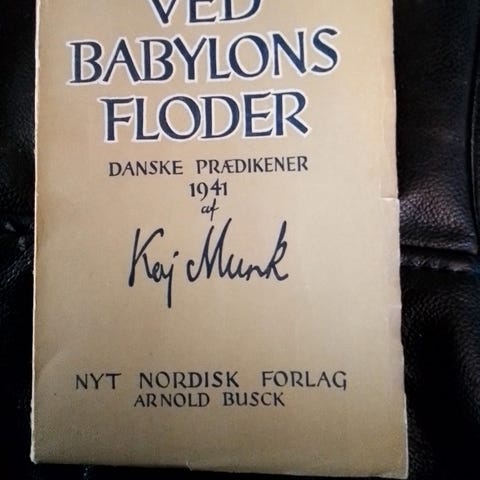 VED
BABYLONS
FLODER
DANSKE PRÆDIKENER
1941
af
Kaj Munk
NYT NORDISK FORLAG
ARNOLD BUSCK